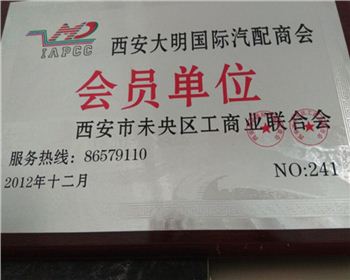 IAPCC
西安大明国际汽配商会
会员单位
西安市未央区工商业联合会
服务热线：86579110
2012年十二月
NO:241